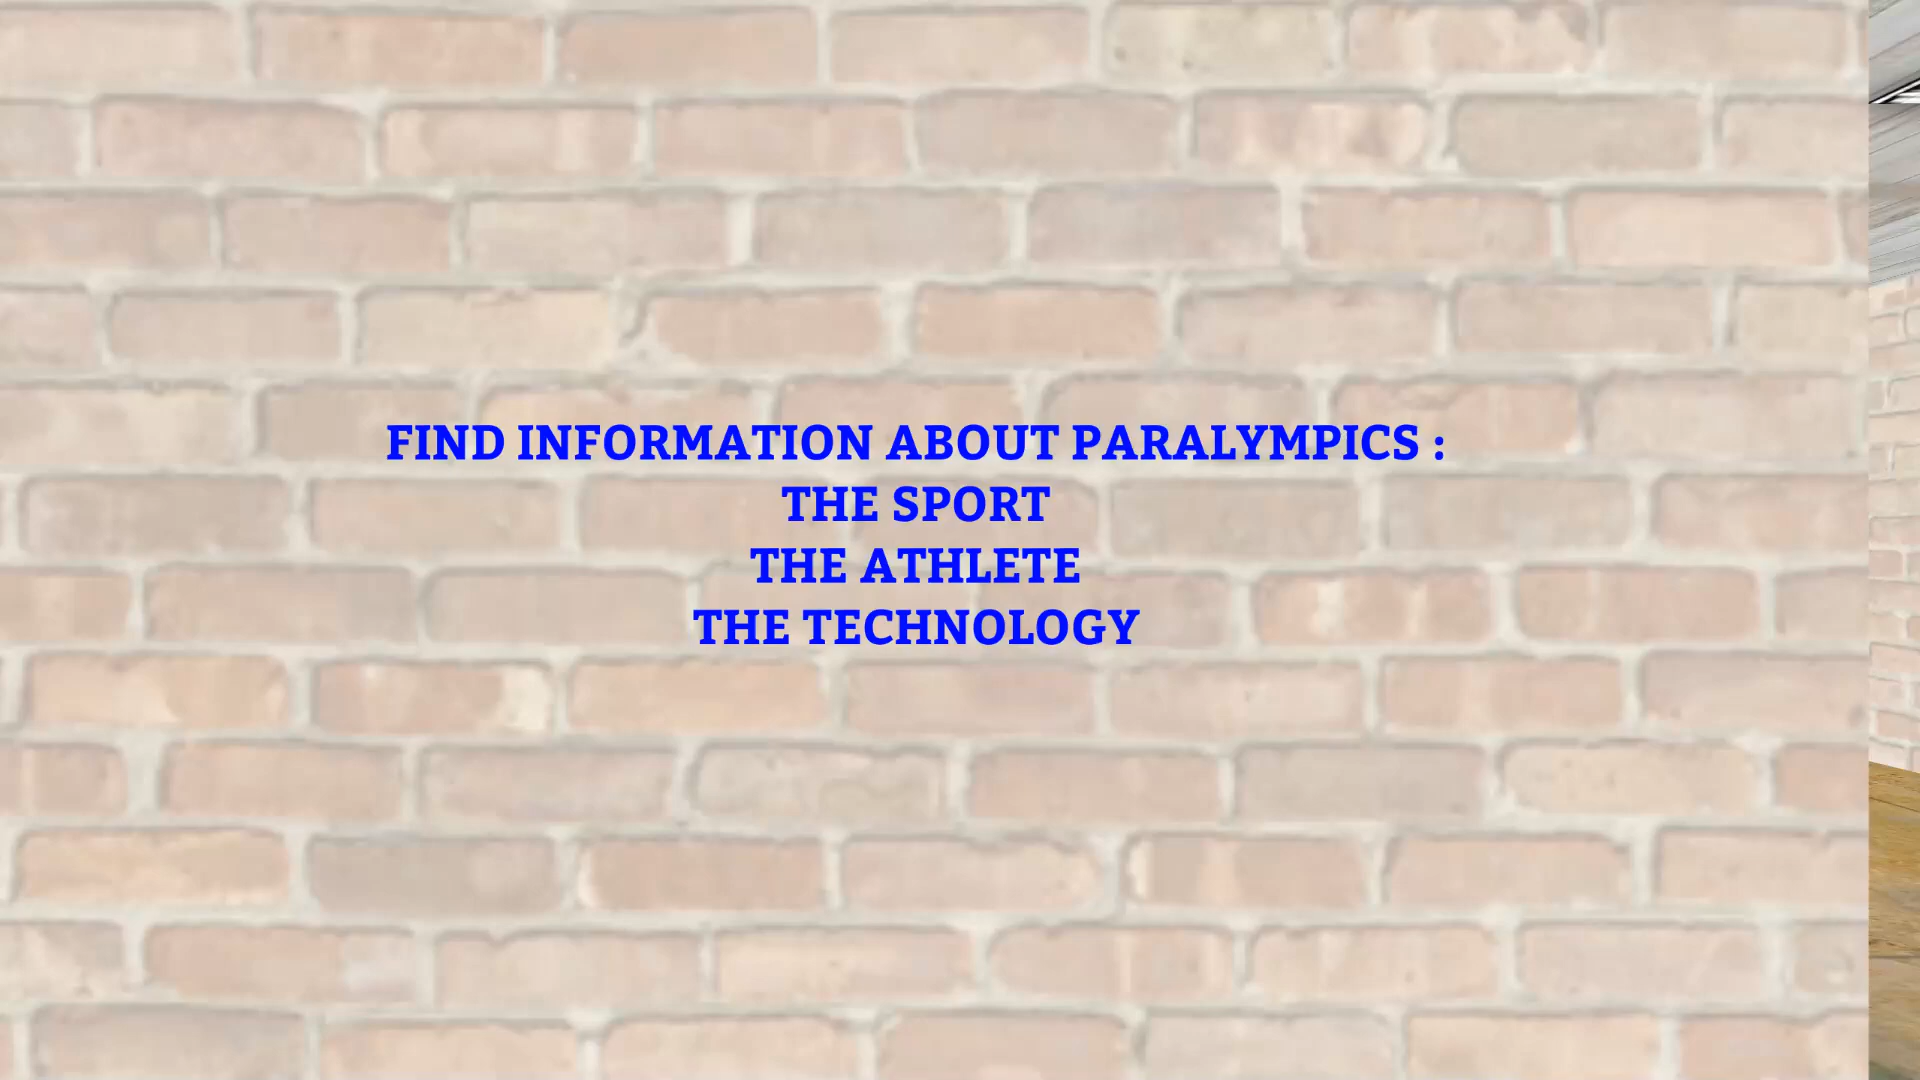 FIND INFORMATION ABOUT PARALYMPICS :
THE SPORT
THE ATHLETE
THE TECHNOLOGY